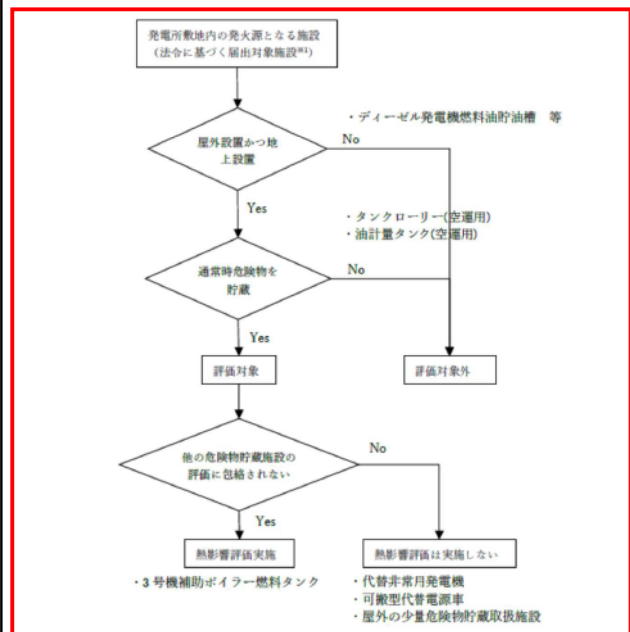 発電所敷地内の発火源となる施設
（法令に基づく届出対象施設※1）
・ディーゼル発電機燃料油貯油槽　等
屋外設置かつ地
上設置
No
Yes
・タンクローリー(空運用)
・油計量タンク(空運用)
通常時危険物を
貯蔵
No
Yes
評価対象
評価対象外
他の危険物貯蔵施設の
評価に包絡されない
No
Yes
熱影響評価実施
熱影響評価は実施しない
・3号機補助ボイラー燃料タンク
・代替非常用発電機
・可搬型代替電源車
・屋外の少量危険物貯蔵取扱施設